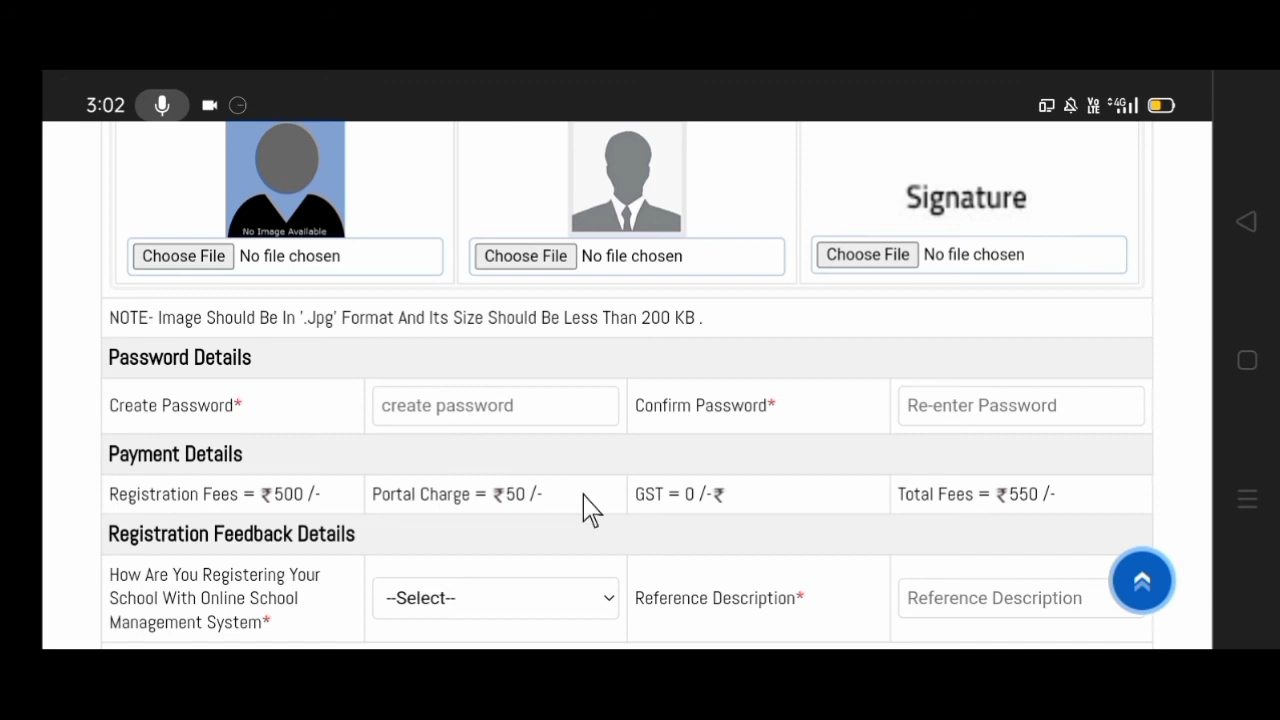 3:02
Vo LTE 4G
No Image Available
Signature
Choose File No file chosen
Choose File No file chosen
Choose File No file chosen
NOTE- Image Should Be In '.Jpg' Format And Its Size Should Be Less Than 200 KB .
Password Details
Create Password*
create password
Confirm Password*
Re-enter Password
Payment Details
Registration Fees = ₹500 /-
Portal Charge = ₹50 /-
GST = 0 /-₹
Total Fees = ₹550 /-
Registration Feedback Details
How Are You Registering Your
School With Online School
Management System*
--Select--
Reference Description*
Reference Description